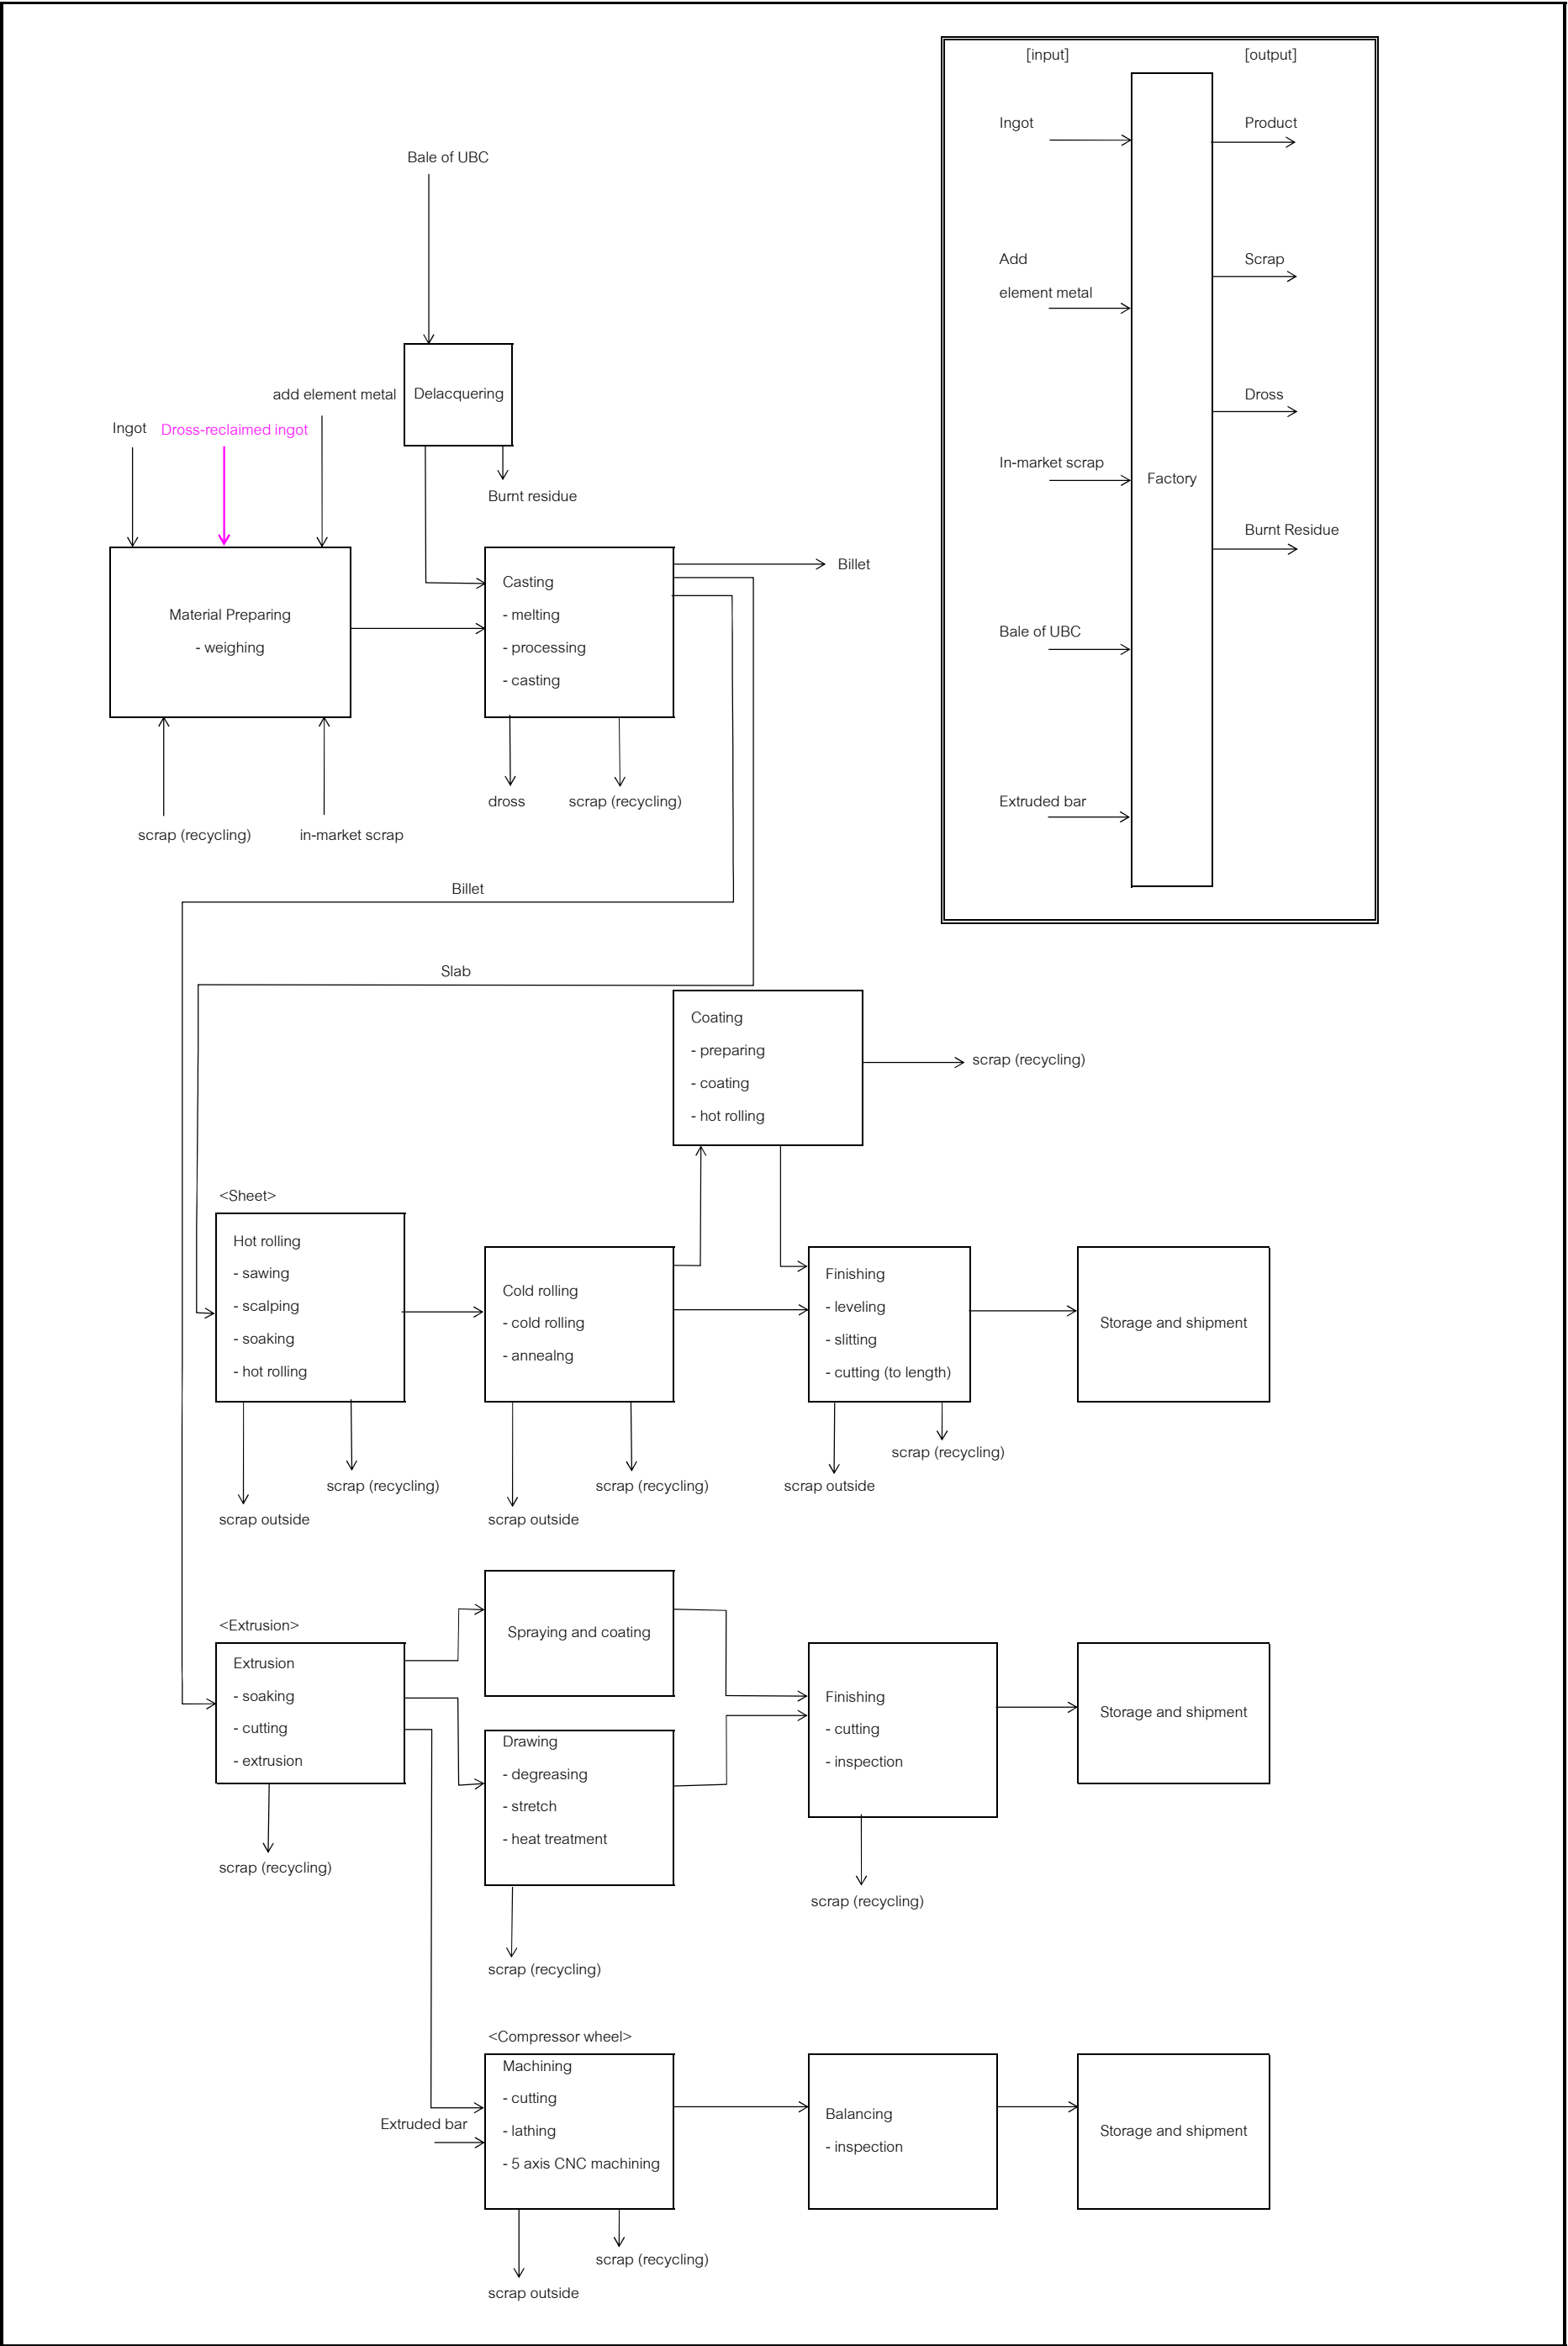 [input]
[output]
Ingot
Product
Bale of UBC
Add
element metal
Scrap
add element metal
Delacquering
Dross
Ingot
Dross-reclaimed ingot
In-market scrap
Factory
Burnt residue
Burnt Residue
Casting
- melting
- processing
- casting
Billet
Material Preparing
- weighing
Bale of UBC
dross
scrap (recycling)
Extruded bar
scrap (recycling)
in-market scrap
Billet
Slab
Coating
- preparing
- coating
- hot rolling
scrap (recycling)
<Sheet>
Hot rolling
- sawing
- scalping
- soaking
- hot rolling
Cold rolling
- cold rolling
- annealng
Finishing
- leveling
- slitting
- cutting (to length)
Storage and shipment
scrap (recycling)
scrap outside
scrap (recycling)
scrap outside
scrap (recycling)
scrap outside
<Extrusion>
Extrusion
- soaking
- cutting
- extrusion
Spraying and coating
Drawing
- degreasing
- stretch
- heat treatment
Finishing
- cutting
- inspection
Storage and shipment
scrap (recycling)
scrap (recycling)
scrap (recycling)
<Compressor wheel>
Machining
- cutting
- lathing
- 5 axis CNC machining
Extruded bar
Balancing
- inspection
Storage and shipment
scrap (recycling)
scrap outside